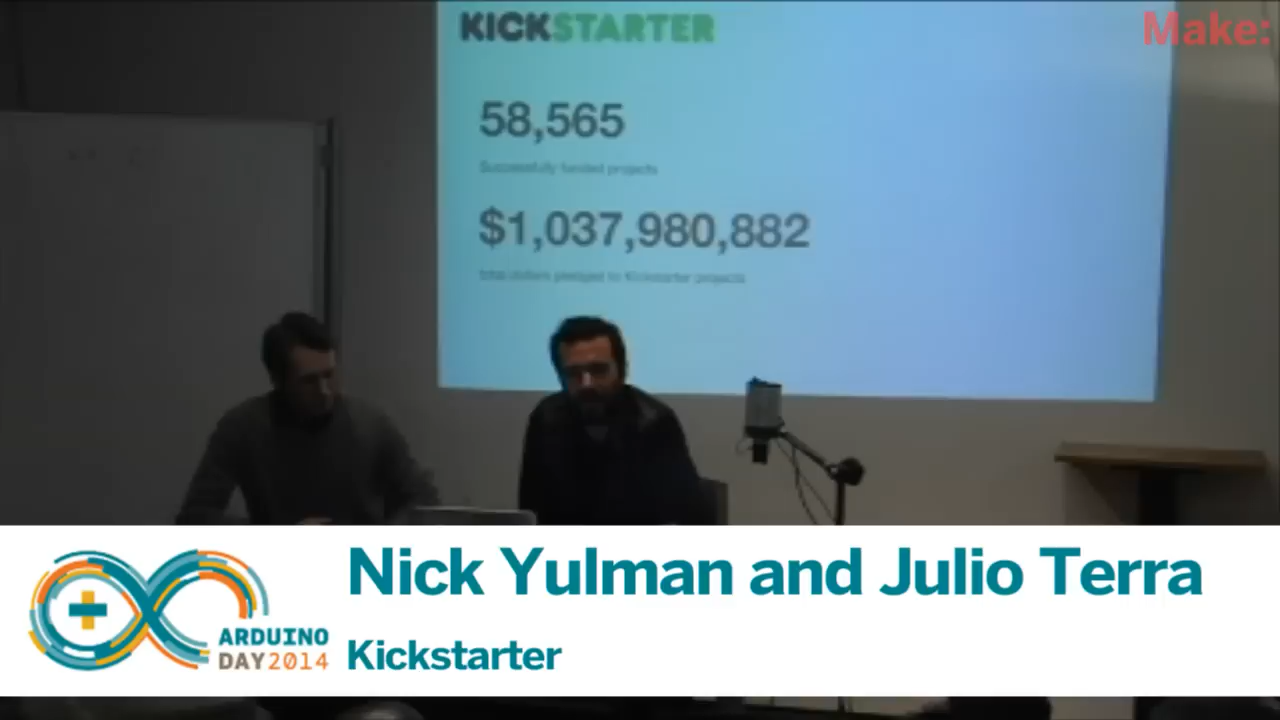 KICKSTARTER
Make:
58,565
Successfully funded projects
$1,037,980,882
total dollars pledged to Kickstarter projects
Nick Yulman and Julio Terra
ARDUINO
DAY2014
Kickstarter